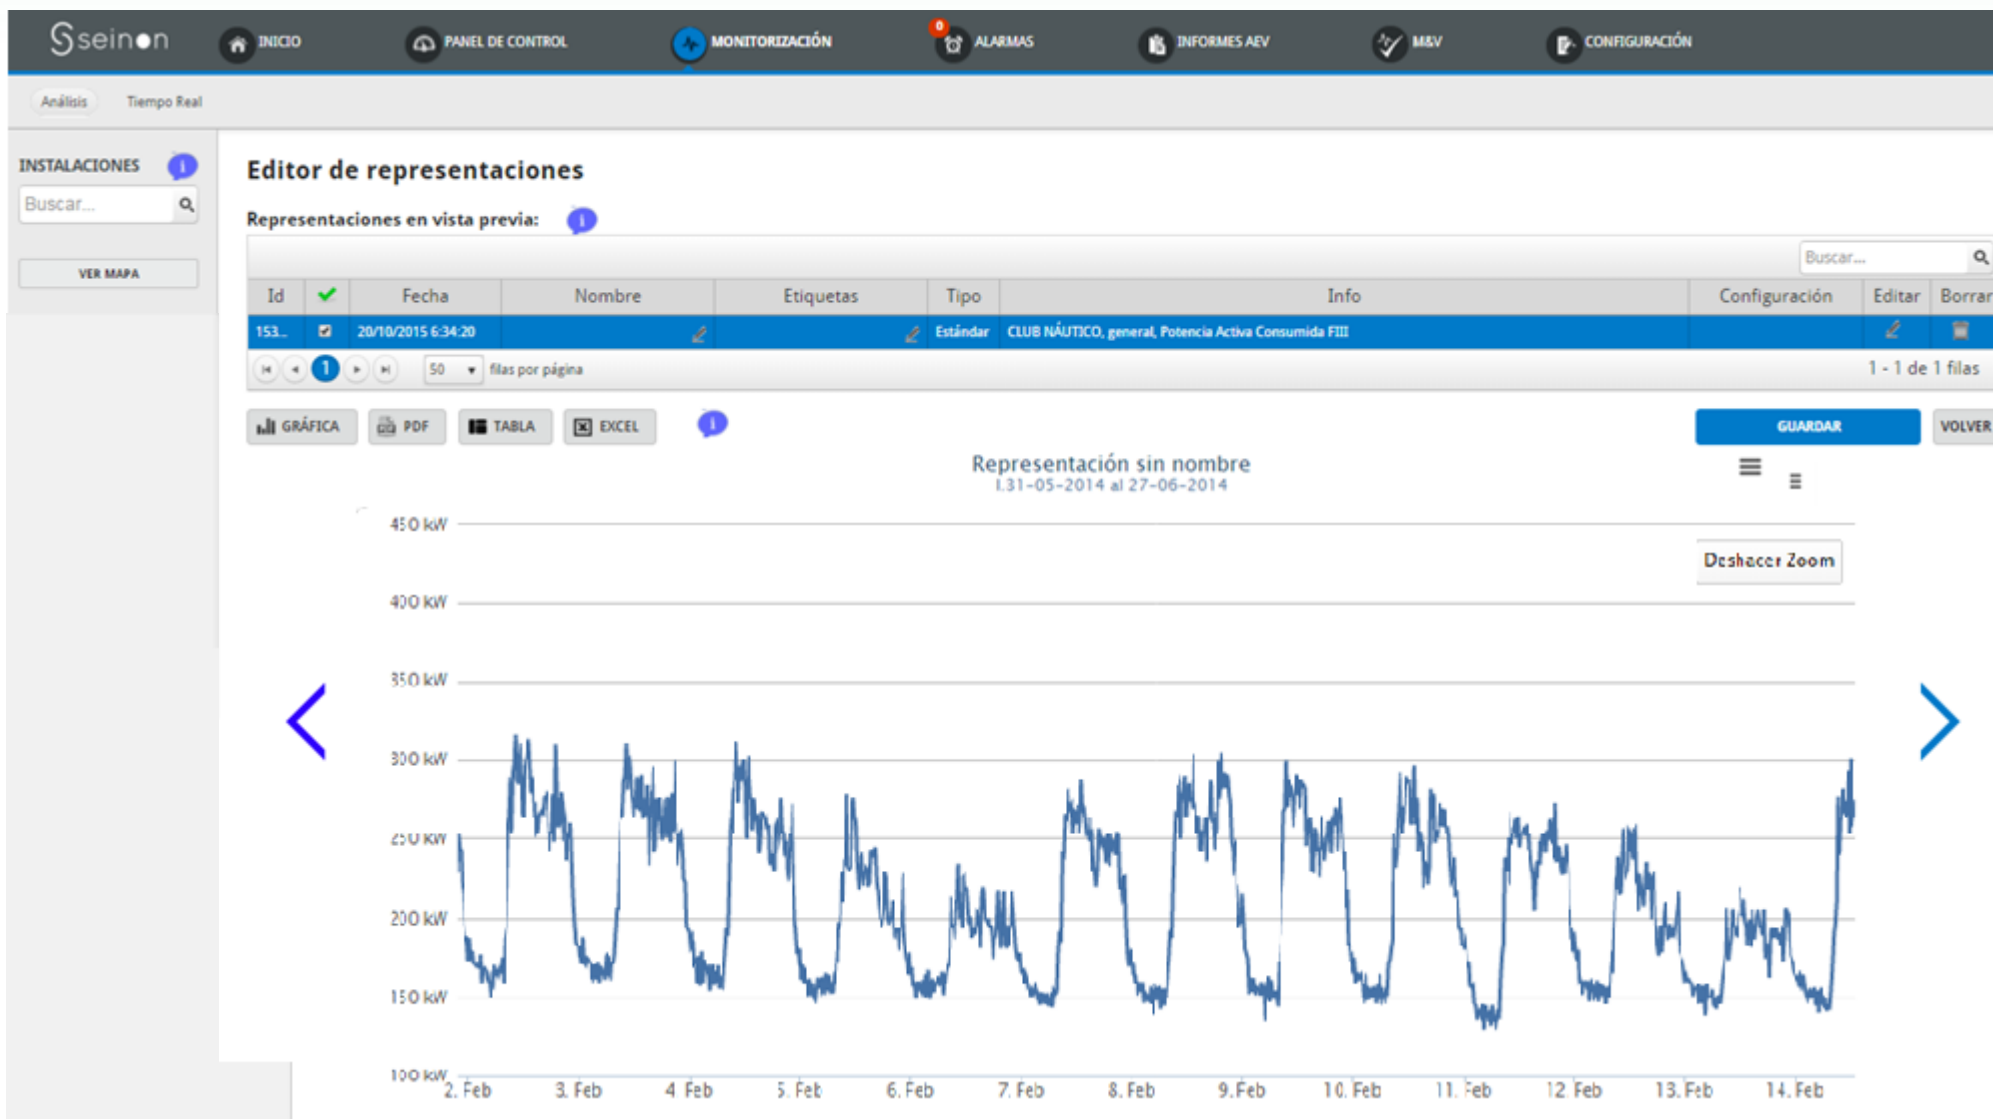 seinon
INICIO
PANEL DE CONTROL
MONITORIZACIÓN
0
ALARMAS
INFORMES AEV
M&V
CONFIGURACIÓN
Análisis
Tiempo Real
INSTALACIONES
i
Buscar...
VER MAPA
Editor de representaciones
Representaciones en vista previa:
i
Buscar...
Id
Fecha
Nombre
Etiquetas
Tipo
Info
Configuración
Editar
Borrar
153...
20/10/2015 6:34:20
Estándar
CLUB NÁUTICO, general, Potencia Activa Consumida FIII
1
50
filas por página
1 - 1 de 1 filas
GRÁFICA
PDF
TABLA
EXCEL
i
GUARDAR
VOLVER
Representación sin nombre
l.31-05-2014 al 27-06-2014
Deshacer Zoom
450 kW
400 kW
350 kW
300 kW
250 kW
200 kW
150 kW
100 kW
2. Feb
3. Feb
4 Feb
5. Feb
6. Feb
7. Feb
8. Feb
9. Feb
10. Feb
11. Feb
12 Feb
13. Feb
14. Feb